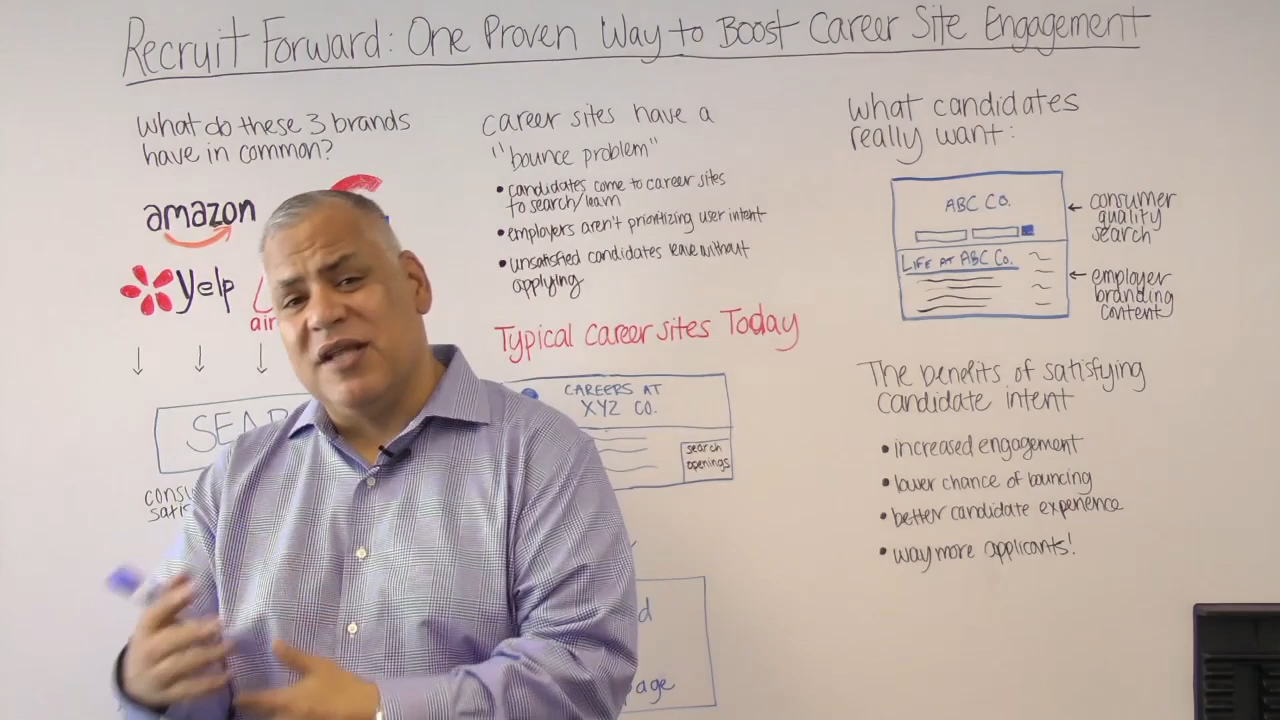 Recruit Forward: One Proven Way to Boost Career Site Engagement
What do these 3 brands
have in common?
amazon
yelp
air
career sites have a
"bounce problem"
• candidates come to career sites
to search/learn
• employers aren't prioritizing user intent
• unsatisfied candidates leave without
applying
Typical career sites Today
CAREERS AT
XYZ CO.
search
openings
What candidates
really want:
ABC CO.
LIFE AT ABC CO.
consumer
quality
search
employer
branding
content
The benefits of satisfying
candidate intent
• increased engagement
• lower chance of bouncing
• better candidate experience
• way more applicants!